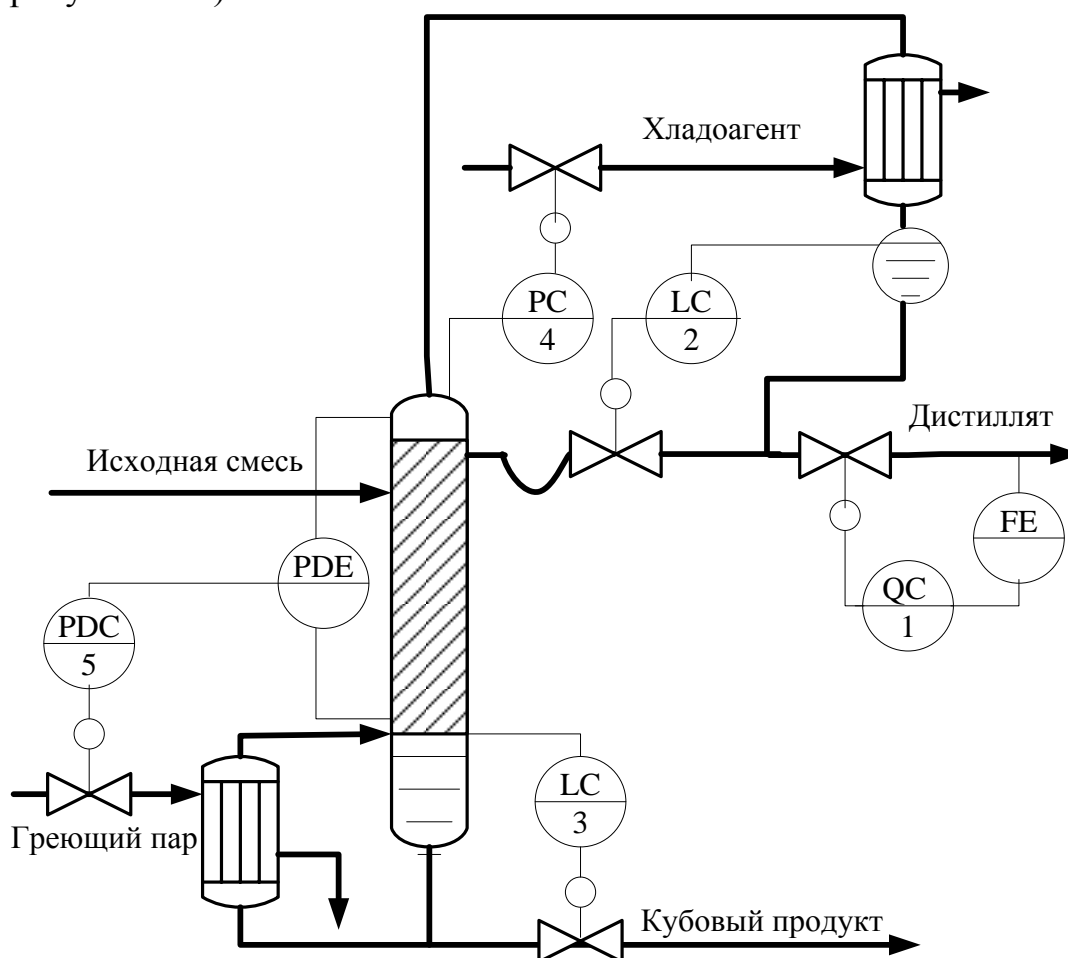 Хладоагент
PC
4
LC
2
Дистиллят
Исходная смесь
FE
PDE
QC
1
PDC
5
LC
3
Греющий пар
Кубовый продукт